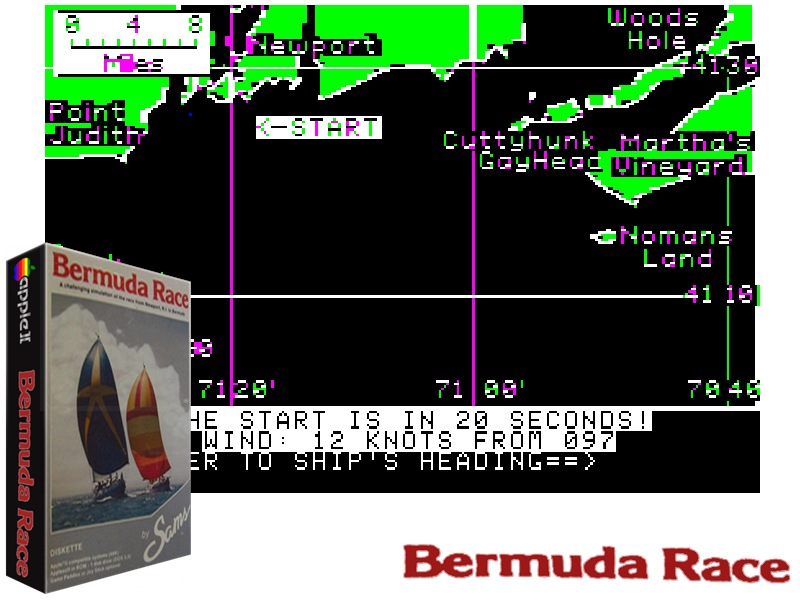 0 4 8
Miles
Newport
Woods
Hole
41 30
Point
Judith
<-START
Cuttyhunk
GayHead
Martha's
Vineyard
Nomans
Land
41 10
71 20'
71 00'
70 40
HE START IS IN 20 SECONDS!
WIND: 12 KNOTS FROM 097
ER TO SHIP'S HEADING==>
apple II
Bermuda Race
Bermuda Race
A challenging simulation of the race from Newport, R.I. to Bermuda
by Sams
DISKETTE
Bermuda Race